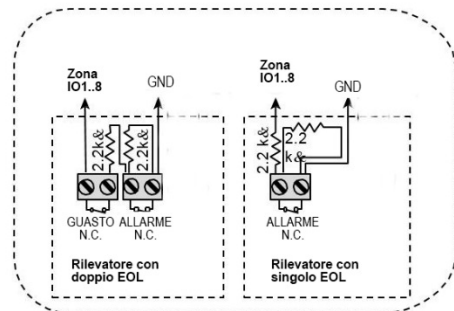 Zona
IO1..8
GND
2.2k&
2.2k&
GUASTO
N.C.
ALLARME
N.C.
Rilevatore con
doppio EOL
Zona
IO1..8
GND
2.2 k&
2.2
k&
ALLARME
N.C.
Rilevatore con
singolo EOL